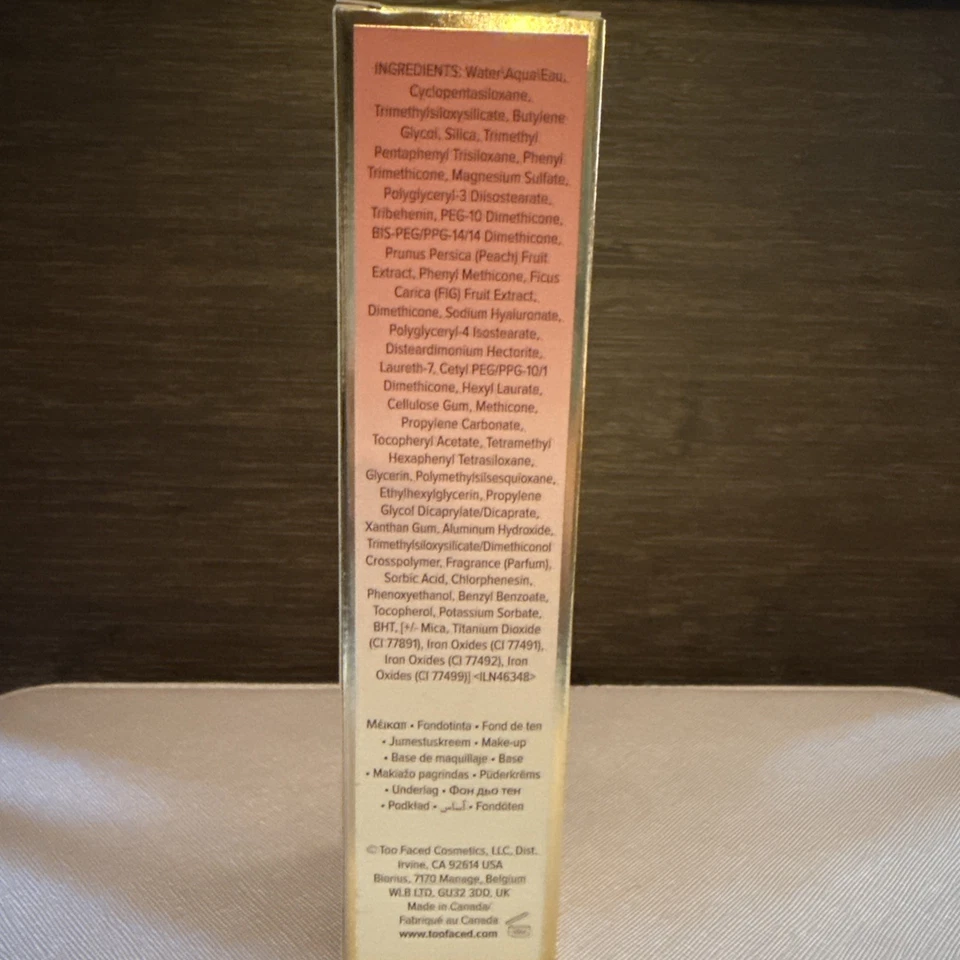 INGREDIENTS: Water\Aqua\Eau,
Cyclopentasiloxane,
Trimethylsiloxysilicate, Butylene
Glycol, Silica, Trimethyl
Pentaphenyl Trisiloxane, Phenyl
Trimethicone, Magnesium Sulfate,
Polyglyceryl-3 Diisostearate,
Tribehenin, PEG-10 Dimethicone,
BIS-PEG/PPG-14/14 Dimethicone,
Prunus Persica (Peach) Fruit
Extract, Phenyl Methicone, Ficus
Carica (FIG) Fruit Extract,
Dimethicone, Sodium Hyaluronate,
Polyglyceryl-4 Isostearate,
Disteardimonium Hectorite,
Laureth-7, Cetyl PEG/PPG-10/1
Dimethicone, Hexyl Laurate,
Cellulose Gum, Methicone,
Propylene Carbonate,
Tocopheryl Acetate, Tetramethyl
Hexaphenyl Tetrasiloxane,
Glycerin, Polymethylsilsesquioxane,
Ethylhexylglycerin, Propylene
Glycol Dicaprylate/Dicaprate,
Xanthan Gum, Aluminum Hydroxide,
Trimethylsiloxysilicate/Dimethiconol
Crosspolymer, Fragrance (Parfum),
Sorbic Acid, Chlorphenesin,
Phenoxyethanol, Benzyl Benzoate,
Tocopherol, Potassium Sorbate,
BHT, [+/- Mica, Titanium Dioxide
(CI 77891), Iron Oxides (CI 77491),
Iron Oxides (CI 77492), Iron
Oxides (CI 77499)] <ILN46348>
Μέικαπ • Fondotinta • Fond de ten
• Jumestuskreem • Make-up
• Base de maquillaje • Base
• Makiažo pagrindas • Pūderkrēms
• Underlag • Фон дьо тен
• Podkład • أساس • Fondöten
© Too Faced Cosmetics, LLC, Dist.
Irvine, CA 92614 USA
Biorius, 7170 Manage, Belgium
WLB LTD, GU32 3DD, UK
Made in Canada/
Fabriqué au Canada
www.toofaced.com